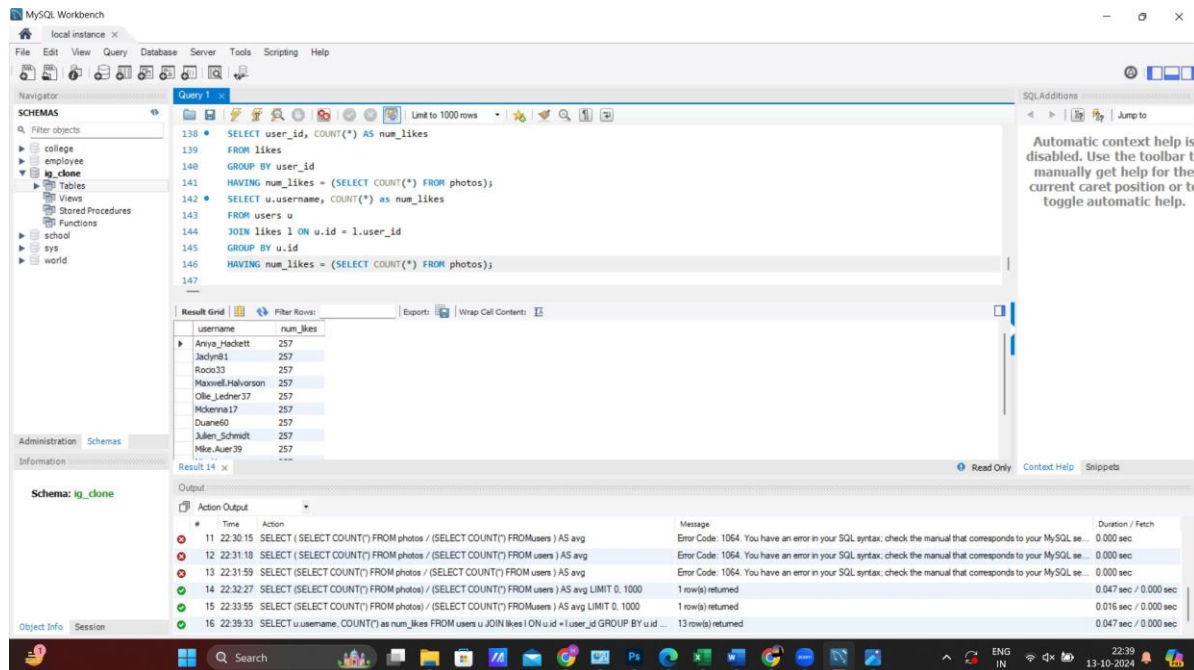 MySQL Workbench
local instance ×
File Edit View Query Database Server Tools Scripting Help
Navigator
SCHEMAS
Filter objects
college
employee
ig_clone
Tables
Views
Stored Procedures
Functions
school
sys
world
Administration Schemas
Information
Schema: ig_clone
Object Info Session
Query 1 ×
Limit to 1000 rows
138 SELECT user_id, COUNT(*) AS num_likes
139 FROM likes
140 GROUP BY user_id
141 HAVING num_likes = (SELECT COUNT(*) FROM photos);
142 SELECT u.username, COUNT(*) as num_likes
143 FROM users u
144 JOIN likes l ON u.id = l.user_id
145 GROUP BY u.id
146 HAVING num_likes = (SELECT COUNT(*) FROM photos);
147
Result Grid Filter Rows: Export: Wrap Cell Content:
username num_likes
Aniya_Hackett 257
Jaclyn81 257
Rocio33 257
Maxwell.Halvorson 257
Ollie_Ledner37 257
Mckenna17 257
Duane60 257
Julien_Schmidt 257
Mike.Auer39 257
Result 14 × Read Only
SQLAdditions
Jump to
Automatic context help is
disabled. Use the toolbar t
manually get help for the
current caret position or to
toggle automatic help.
Context Help Snippets
Output
Action Output
# Time Action Message Duration / Fetch
11 22:30:15 SELECT ( SELECT COUNT(*) FROM photos / (SELECT COUNT(*) FROMusers ) AS avg Error Code: 1064. You have an error in your SQL syntax; check the manual that corresponds to your MySQL se... 0.000 sec
12 22:31:18 SELECT ( SELECT COUNT(*) FROM photos / (SELECT COUNT(*) FROM users ) AS avg Error Code: 1064. You have an error in your SQL syntax; check the manual that corresponds to your MySQL se... 0.000 sec
13 22:31:59 SELECT (SELECT COUNT(*) FROM photos / (SELECT COUNT(*) FROM users ) AS avg Error Code: 1064. You have an error in your SQL syntax; check the manual that corresponds to your MySQL se... 0.000 sec
14 22:32:27 SELECT (SELECT COUNT(*) FROM photos) / (SELECT COUNT(*) FROM users ) AS avg LIMIT 0, 1000 1 row(s) returned 0.047 sec / 0.000 sec
15 22:33:55 SELECT (SELECT COUNT(*) FROM photos) / (SELECT COUNT(*) FROMusers ) AS avg LIMIT 0, 1000 1 row(s) returned 0.016 sec / 0.000 sec
16 22:39:33 SELECT u.username, COUNT(*) as num_likes FROM users u JOIN likes l ON u.id = l.user_id GROUP BY u.id ... 13 row(s) returned 0.047 sec / 0.000 sec
Search
ENG
IN
22:39
13-10-2024